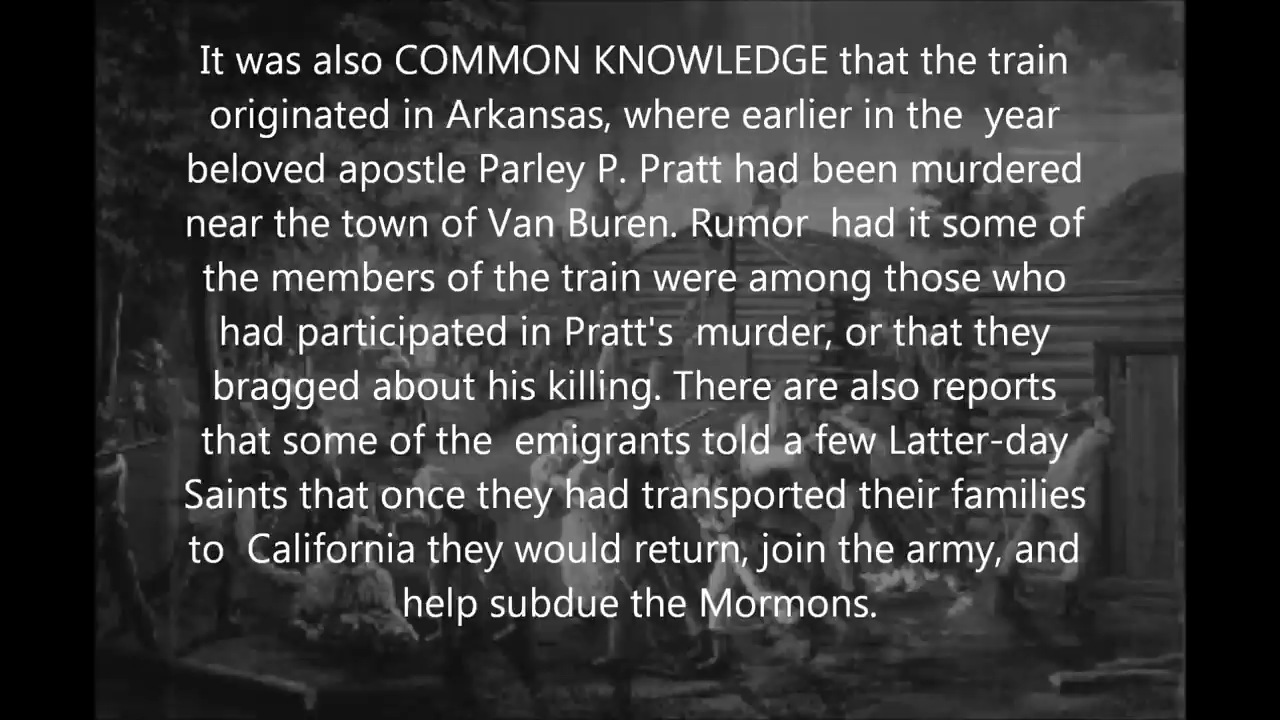 It was also COMMON KNOWLEDGE that the train
originated in Arkansas, where earlier in the  year
beloved apostle Parley P. Pratt had been murdered
near the town of Van Buren. Rumor  had it some of
the members of the train were among those who
had participated in Pratt's  murder, or that they
bragged about his killing. There are also reports
that some of the  emigrants told a few Latter-day
Saints that once they had transported their families
to  California they would return, join the army, and
help subdue the Mormons.